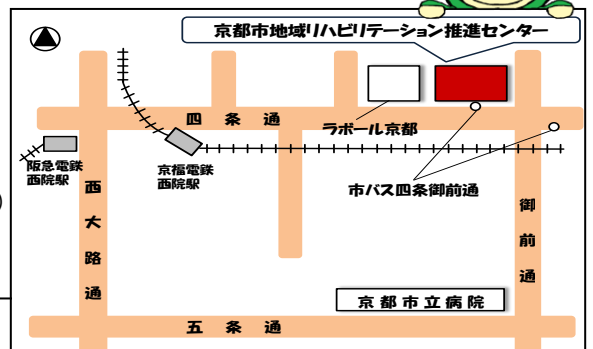 京都市地域リハビリテーション推進センター
四条通
ラボール京都
阪急電鉄
西院駅
京福電鉄
西院駅
市バス四条御前通
西大路通
御前通
京都市立病院
五条通